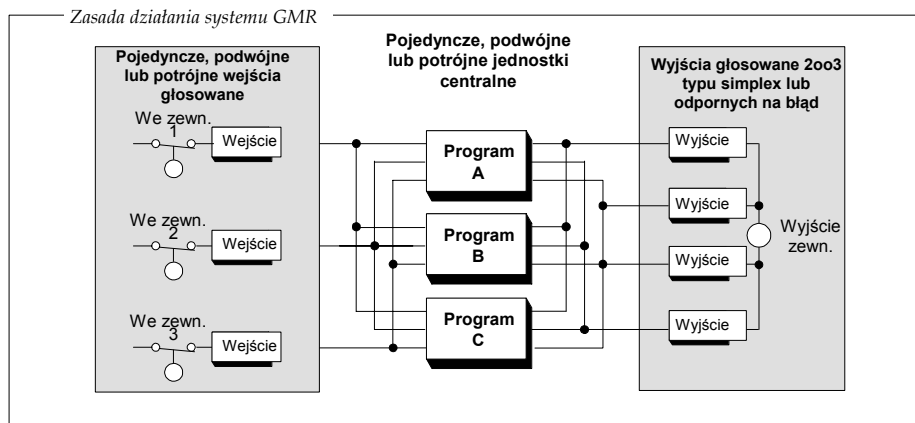 Zasada działania systemu GMR
Pojedyncze, podwójne
lub potrójne wejścia
głosowane
Pojedyncze, podwójne
lub potrójne jednostki
centralne
Wyjścia głosowane 2oo3
typu simplex lub
odpornych na błąd
We zewn.
1
Wejście
We zewn.
2
Wejście
We zewn.
3
Wejście
Program
A
Program
B
Program
C
Wyjście
Wyjście
Wyjście
Wyjście
Wyjście
zewn.